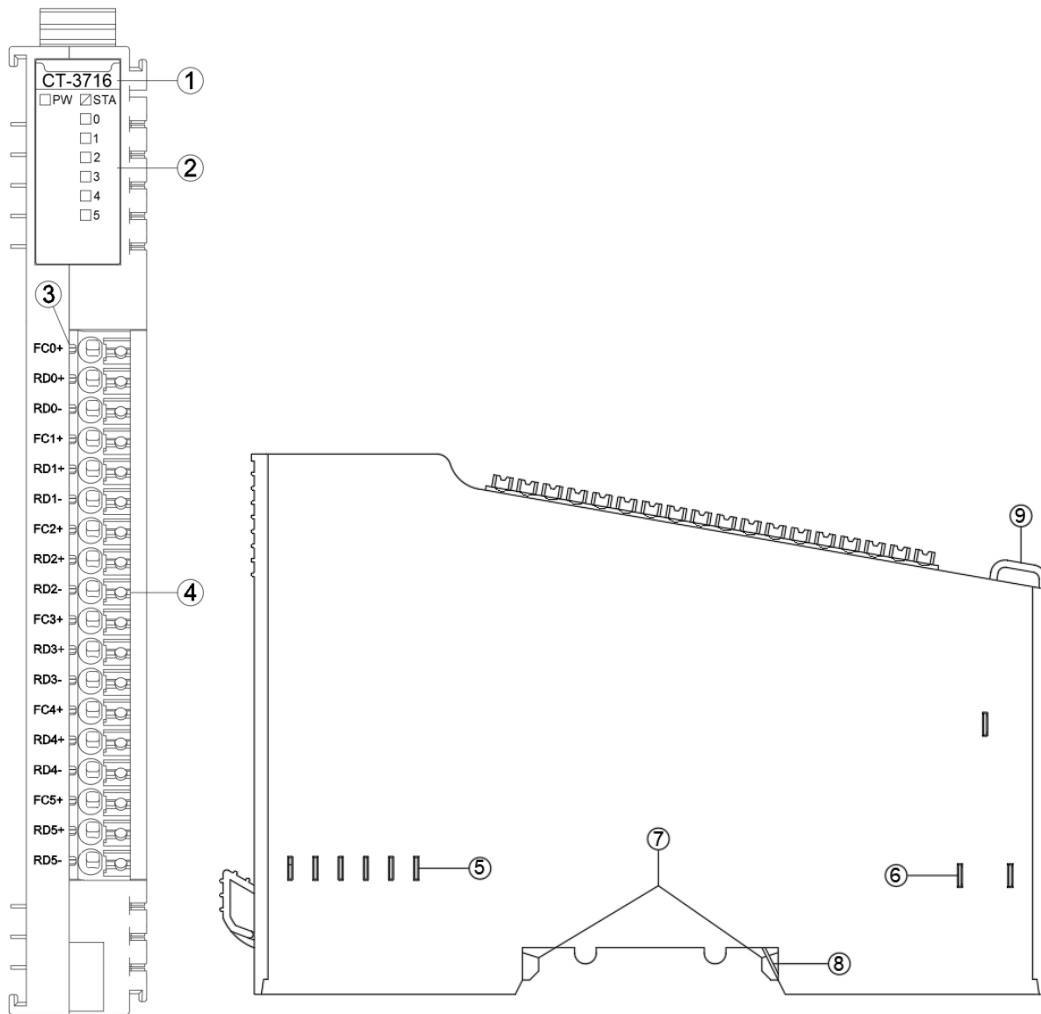 CT-3716
①
PW STA
0
1
2
②
3
4
5
③
FC0+
RD0+
RD0-
FC1+
RD1+
RD1-
FC2+
RD2+
RD2-
④
FC3+
RD3+
RD3-
FC4+
RD4+
RD4-
FC5+
RD5+
RD5-
⑨
⑦
⑤
⑥
⑧